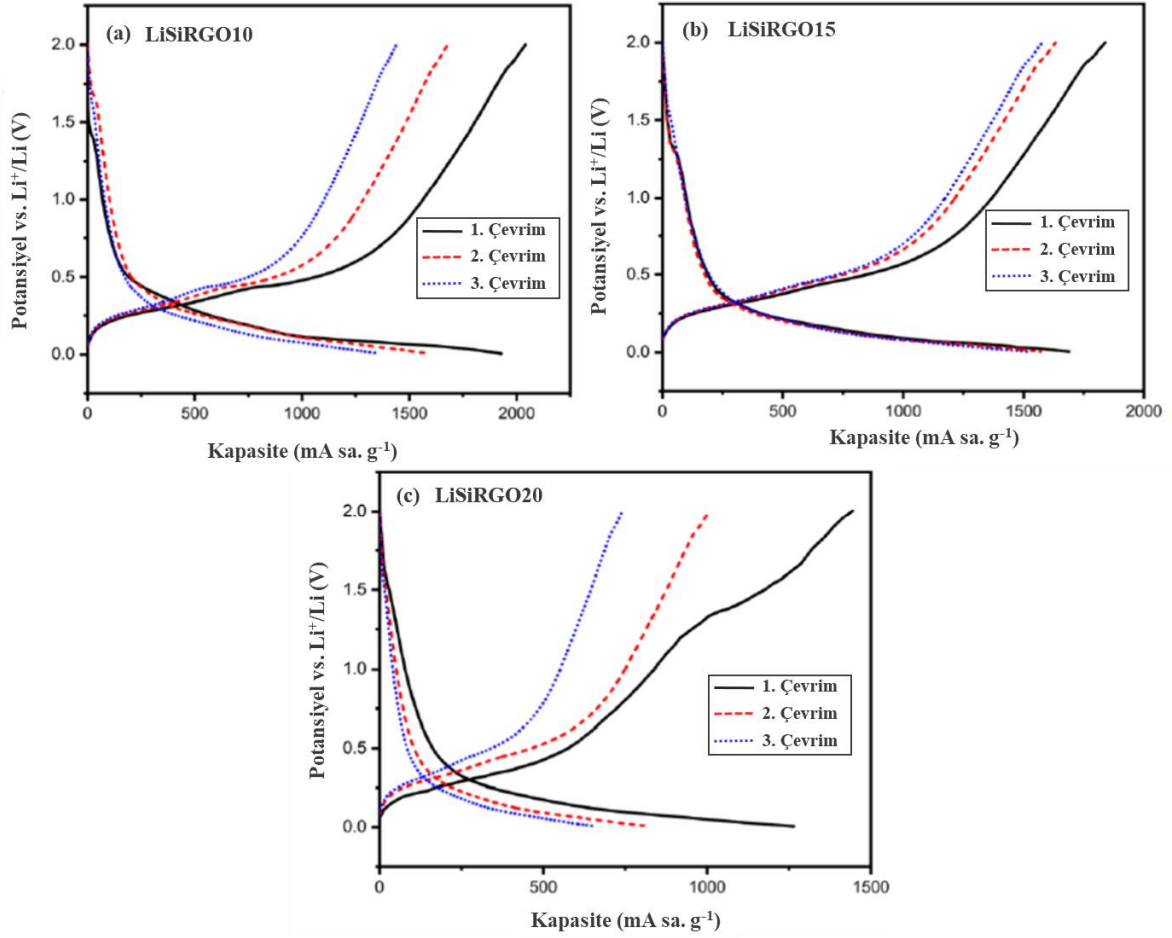 (a) LiSiRGO10
Potansiyel vs. Li⁺/Li (V)
2.0
1.5
1.0
0.5
0.0
1. Çevrim
2. Çevrim
3. Çevrim
0 500 1000 1500 2000
Kapasite (mA sa. g⁻¹)
(b) LiSiRGO15
Potansiyel vs. Li⁺/Li (V)
2.0
1.5
1.0
0.5
0.0
1. Çevrim
2. Çevrim
3. Çevrim
0 500 1000 1500 2000
Kapasite (mA sa. g⁻¹)
(c) LiSiRGO20
Potansiyel vs. Li⁺/Li (V)
2.0
1.5
1.0
0.5
0.0
1. Çevrim
2. Çevrim
3. Çevrim
0 500 1000 1500
Kapasite (mA sa. g⁻¹)